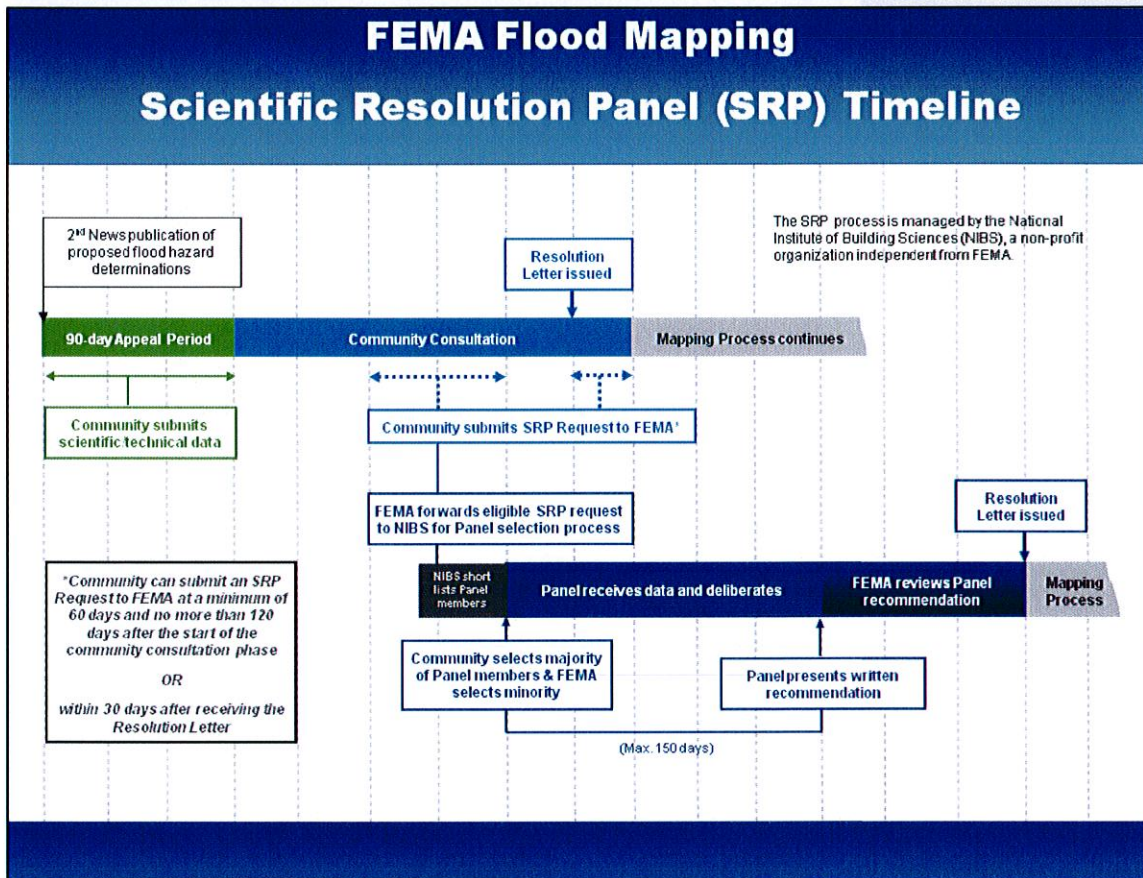 FEMA Flood Mapping
Scientific Resolution Panel (SRP) Timeline
2nd News publication of
proposed flood hazard
determinations
The SRP process is managed by the National
Institute of Building Sciences (NIBS), a non-profit
organization independent from FEMA.
Resolution
Letter issued
90-day Appeal Period
Community Consultation
Mapping Process continues
Community submits
scientific/technical data
Community submits SRP Request to FEMA*
FEMA forwards eligible SRP request
to NIBS for Panel selection process
Resolution
Letter issued
NIBS short
lists Panel
members
Panel receives data and deliberates
FEMA reviews Panel
recommendation
Mapping
Process
*Community can submit an SRP
Request to FEMA at a minimum of
60 days and no more than 120
days after the start of the
community consultation phase
OR
within 30 days after receiving the
Resolution Letter
Community selects majority
of Panel members & FEMA
selects minority
Panel presents written
recommendation
(Max. 150 days)